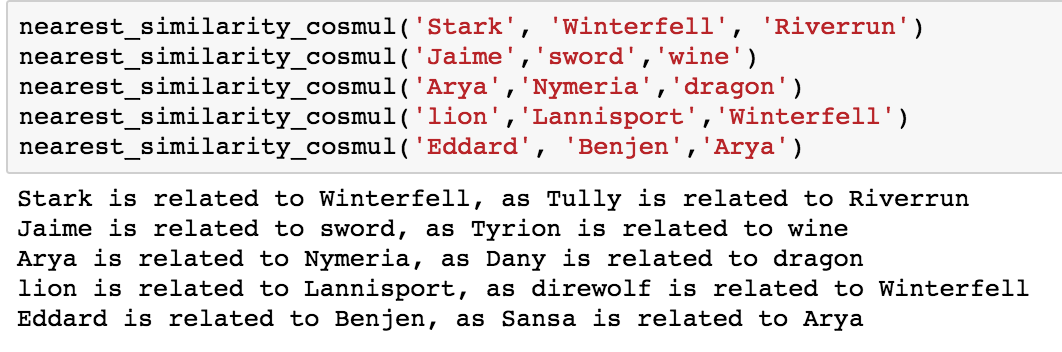 nearest_similarity_cosmul('Stark', 'Winterfell', 'Riverrun')
nearest_similarity_cosmul('Jaime','sword','wine')
nearest_similarity_cosmul('Arya','Nymeria','dragon')
nearest_similarity_cosmul('lion','Lannisport','Winterfell')
nearest_similarity_cosmul('Eddard', 'Benjen','Arya')
Stark is related to Winterfell, as Tully is related to Riverrun
Jaime is related to sword, as Tyrion is related to wine
Arya is related to Nymeria, as Dany is related to dragon
lion is related to Lannisport, as direwolf is related to Winterfell
Eddard is related to Benjen, as Sansa is related to Arya